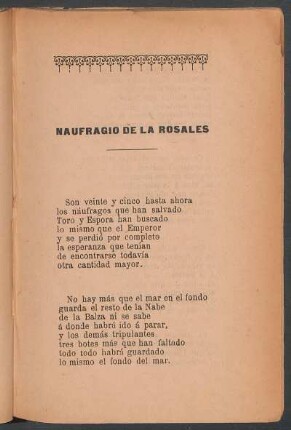 NAUFRAGIO DE LA ROSALES
Son veinte y cinco hasta ahora
los náufragos que han salvado
Toro y Espora han buscado
lo mismo que el Emperor
y se perdió por completo
la esperanza que tenían
de encontrarse todavía
otra cantidad mayor.
No hay más que el mar en el fondo
guarda el resto de la Nabe
de la Balza ni se sabe
á donde habrá ido á parar,
y los demás tripulantes
tres botes más que han faltado
todo todo habrá guardado
lo mismo el fondo del mar.